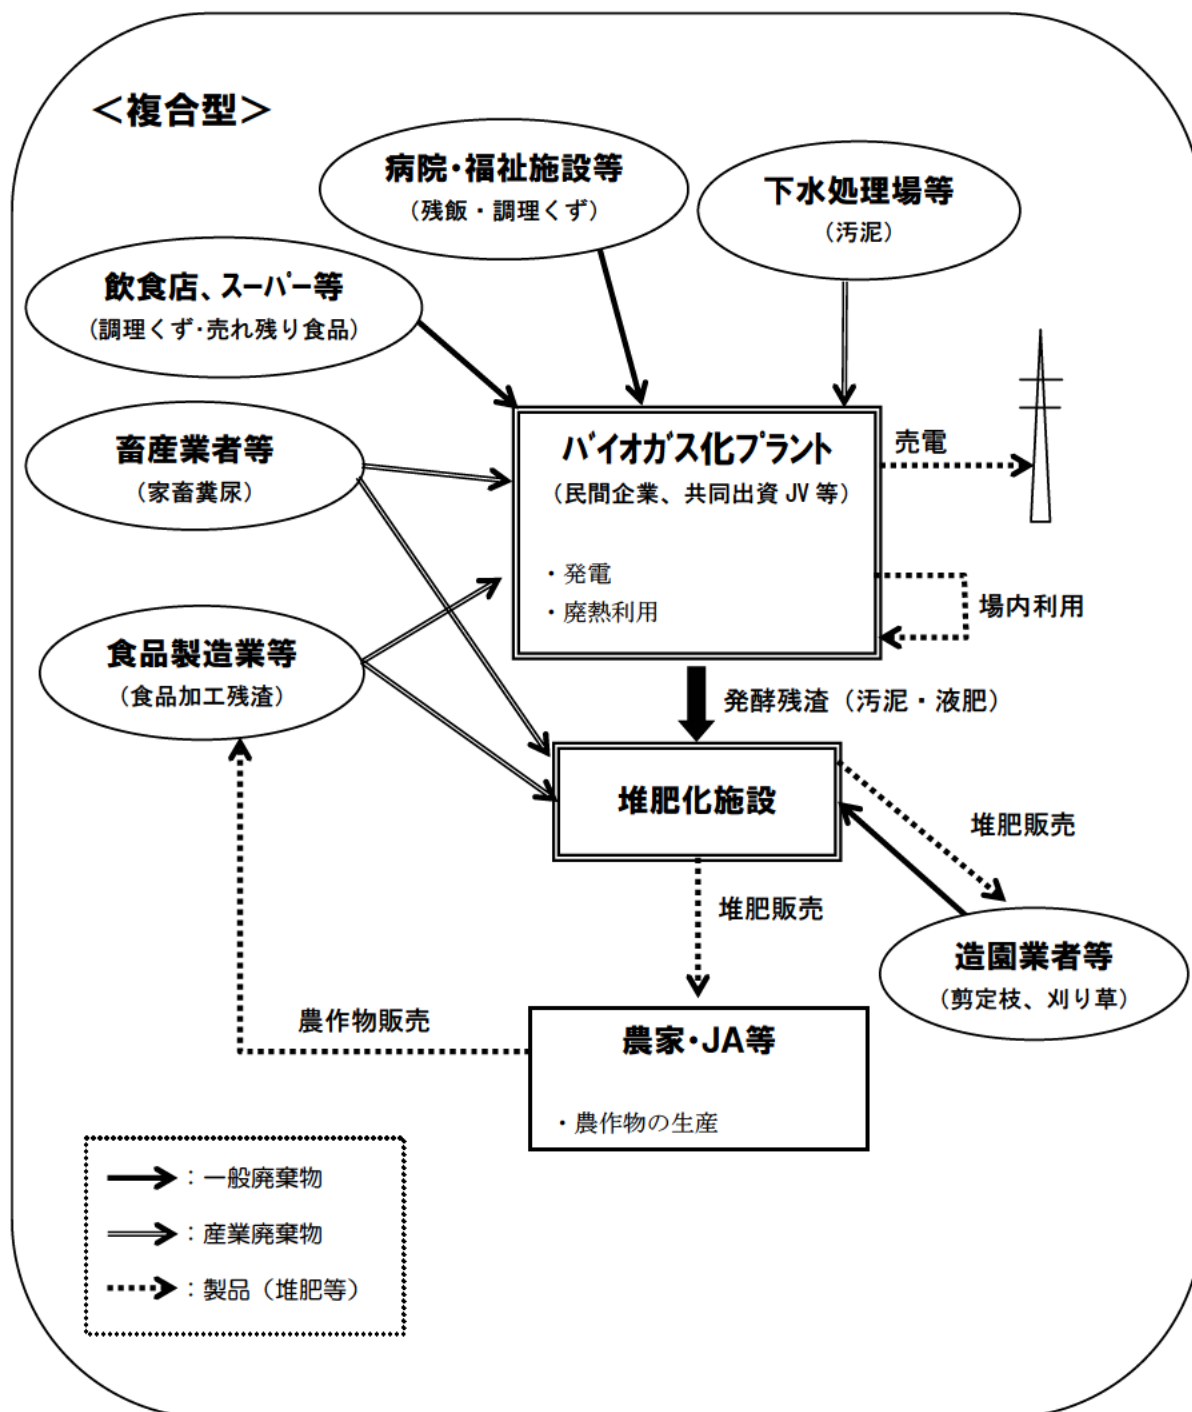 ＜複合型＞
病院・福祉施設等
（残飯・調理くず）
下水処理場等
（汚泥）
飲食店、スーパー等
（調理くず・売れ残り食品）
畜産業者等
（家畜糞尿）
バイオガス化プラント
（民間企業、共同出資 JV 等）
・発電
・廃熱利用
売電
場内利用
食品製造業等
（食品加工残渣）
発酵残渣（汚泥・液肥）
堆肥化施設
堆肥販売
堆肥販売
造園業者等
（剪定枝、刈り草）
農作物販売
農家・JA等
・農作物の生産
：一般廃棄物
：産業廃棄物
：製品（堆肥等）